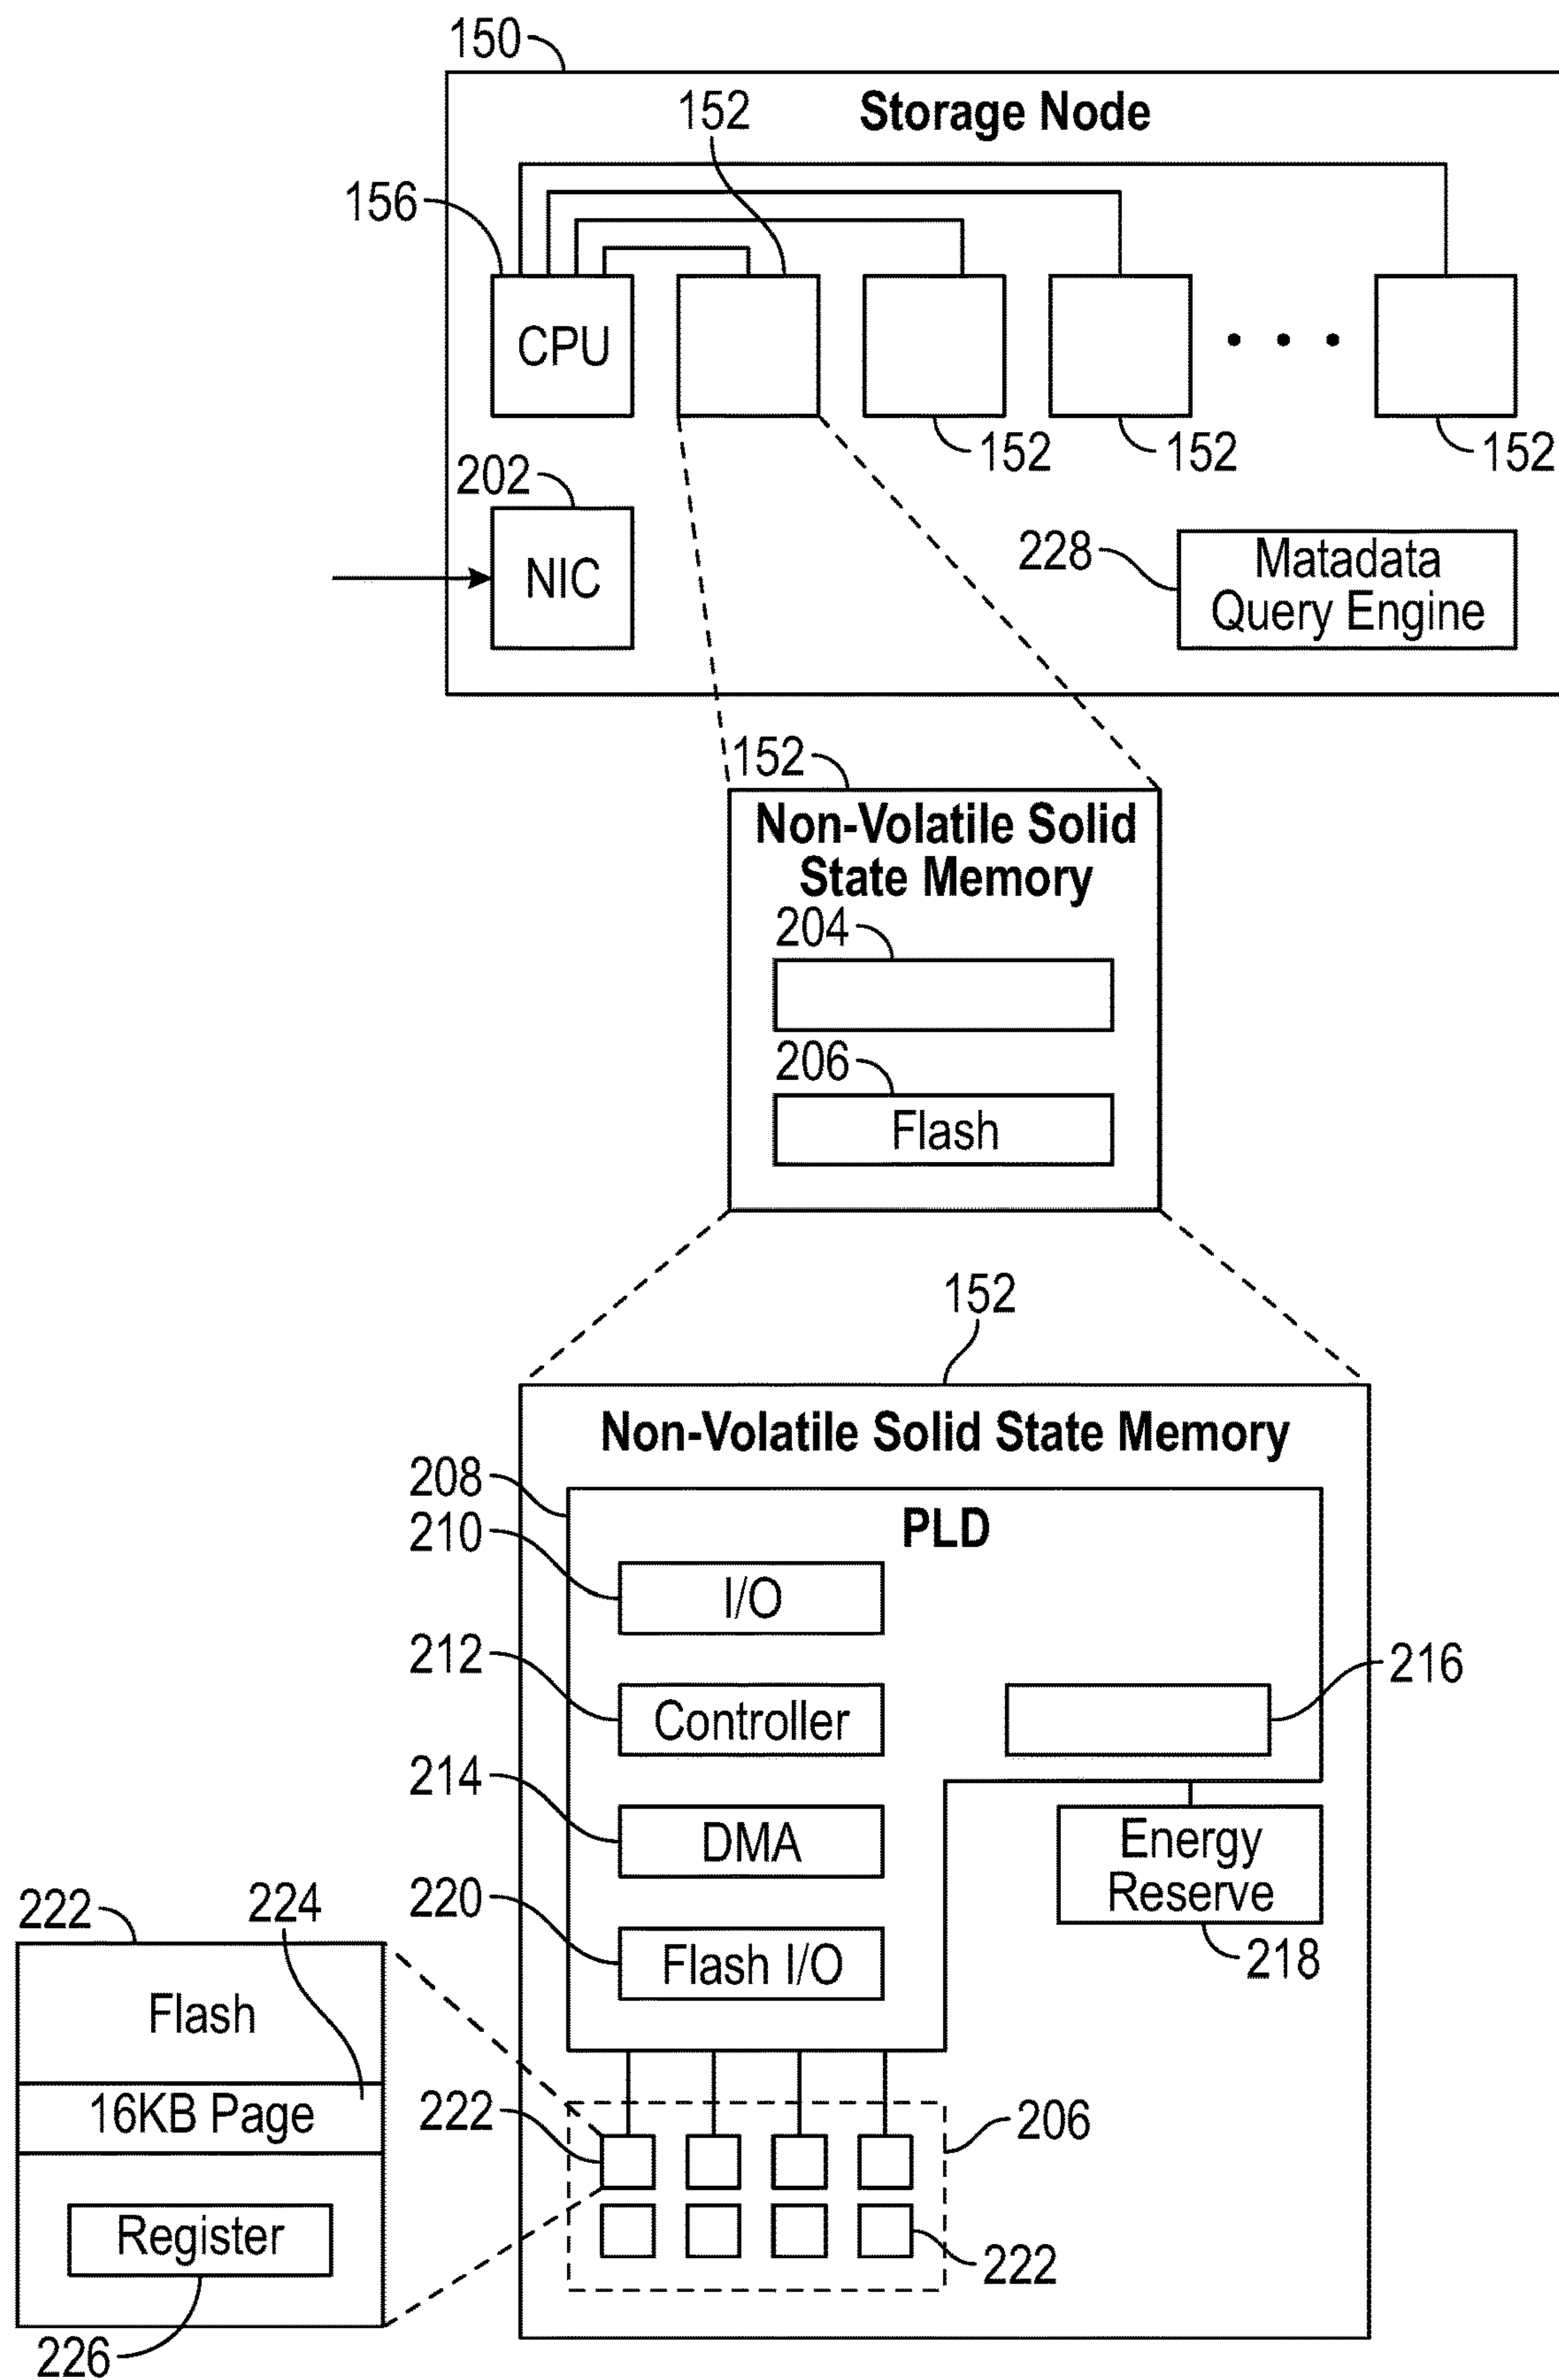 150
Storage Node
152
156
CPU
152
152
152
202
NIC
228
Matadata
Query Engine
152
Non-Volatile Solid
State Memory
204
206
Flash
152
Non-Volatile Solid State Memory
208
PLD
210
I/O
212
Controller
216
214
DMA
Energy
Reserve
218
220
Flash I/O
222
224
Flash
16KB Page
Register
226
222
206
222